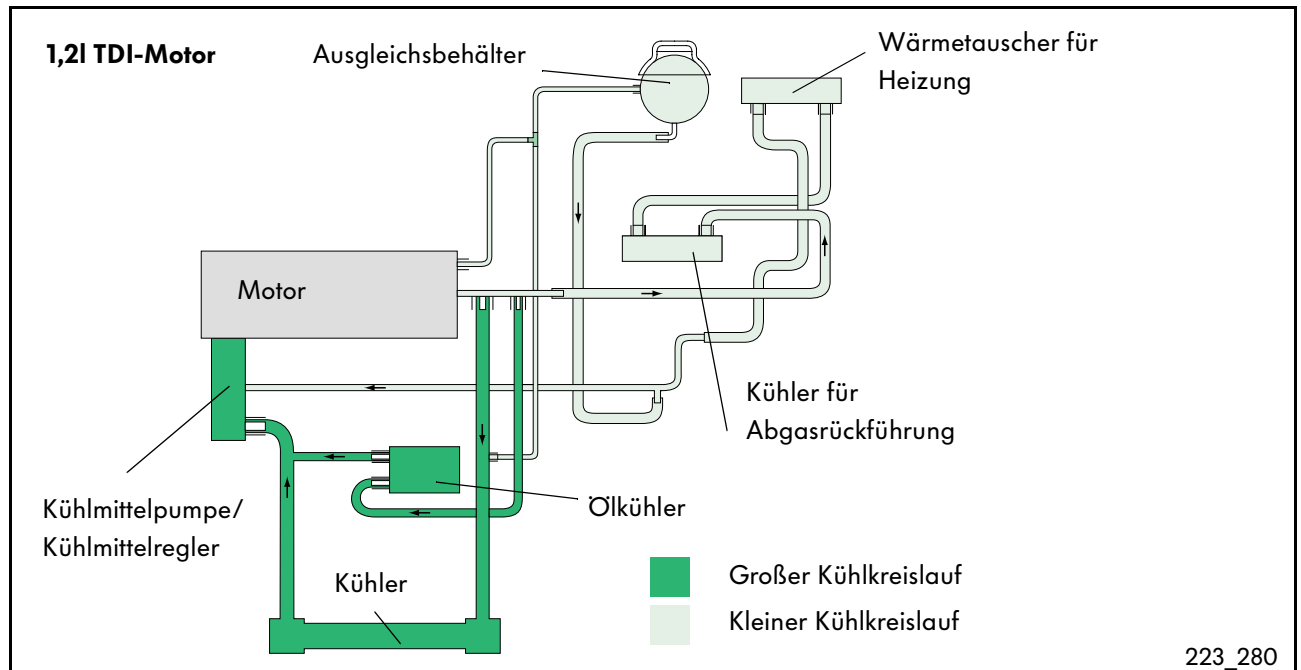 1,2l TDI-Motor
Ausgleichsbehälter
Wärmetauscher für
Heizung
Motor
Kühler für
Abgasrückführung
Kühlmittelpumpe/
Kühlmittelregler
Ölkühler
Kühler
Großer Kühlkreislauf
Kleiner Kühlkreislauf
223_280